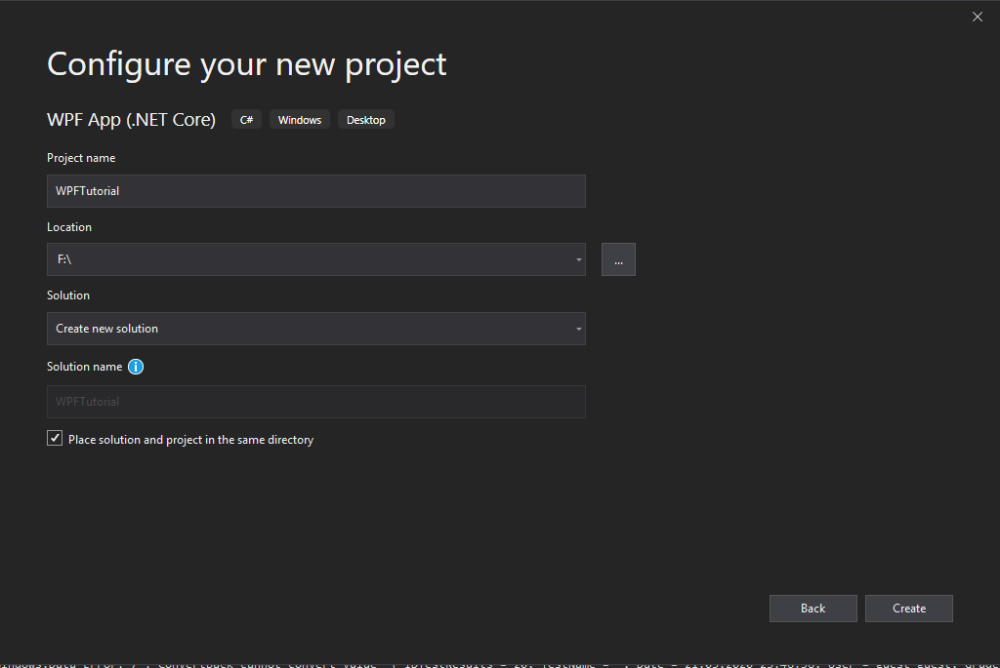 Configure your new project
WPF App (.NET Core) C# Windows Desktop
Project name
WPFTutorial
Location
F:\
...
Solution
Create new solution
Solution name
WPFTutorial
Place solution and project in the same directory
Back Create